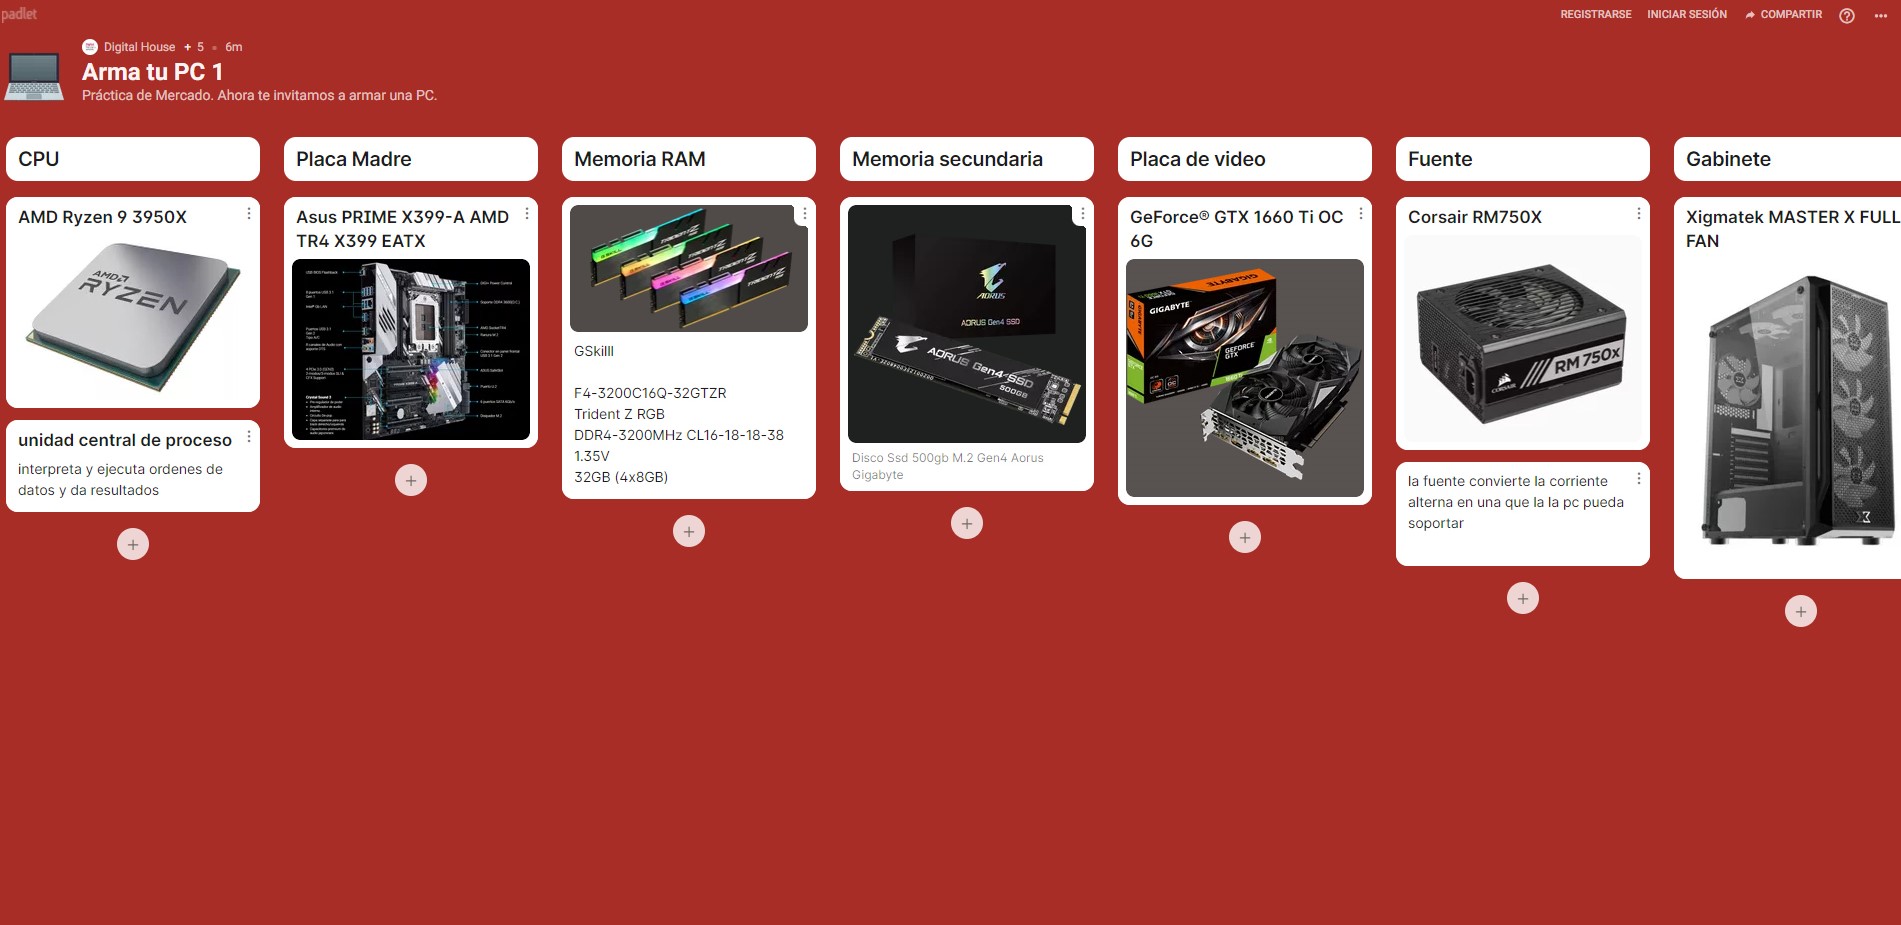 padlet
REGISTRARSE
INICIAR SESIÓN
COMPARTIR
Digital House + 5 • 6m
Arma tu PC 1
Práctica de Mercado. Ahora te invitamos a armar una PC.
CPU
AMD Ryzen 9 3950X
AMD
RYZEN
unidad central de proceso
interpreta y ejecuta ordenes de
datos y da resultados
Placa Madre
Asus PRIME X399-A AMD
TR4 X399 EATX
Memoria RAM
GSkilll
F4-3200C16Q-32GTZR
Trident Z RGB
DDR4-3200MHz CL16-18-18-38
1.35V
32GB (4x8GB)
Memoria secundaria
AORUS
AORUS Gen4 SSD
AORUS Gen4 SSD
500GB
Disco Ssd 500gb M.2 Gen4 Aorus
Gigabyte
Placa de video
GeForce® GTX 1660 Ti OC
6G
GIGABYTE
GIGABYTE
GEFORCE
GTX
Fuente
Corsair RM750X
CORSAIR
RM 750x
la fuente convierte la corriente
alterna en una que la la pc pueda
soportar
Gabinete
Xigmatek MASTER X FULL
FAN